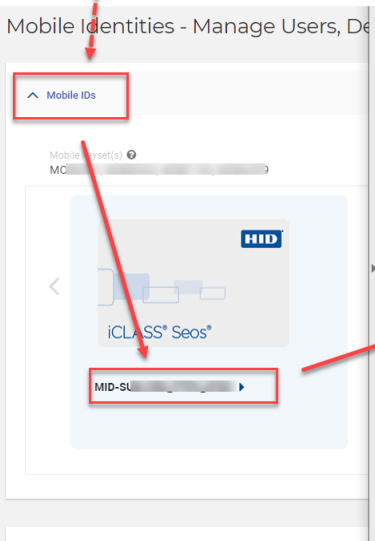 Mobile Identities - Manage Users, De
Mobile IDs
Mobile Keyset(s)
HID
iCLASS® Seos®